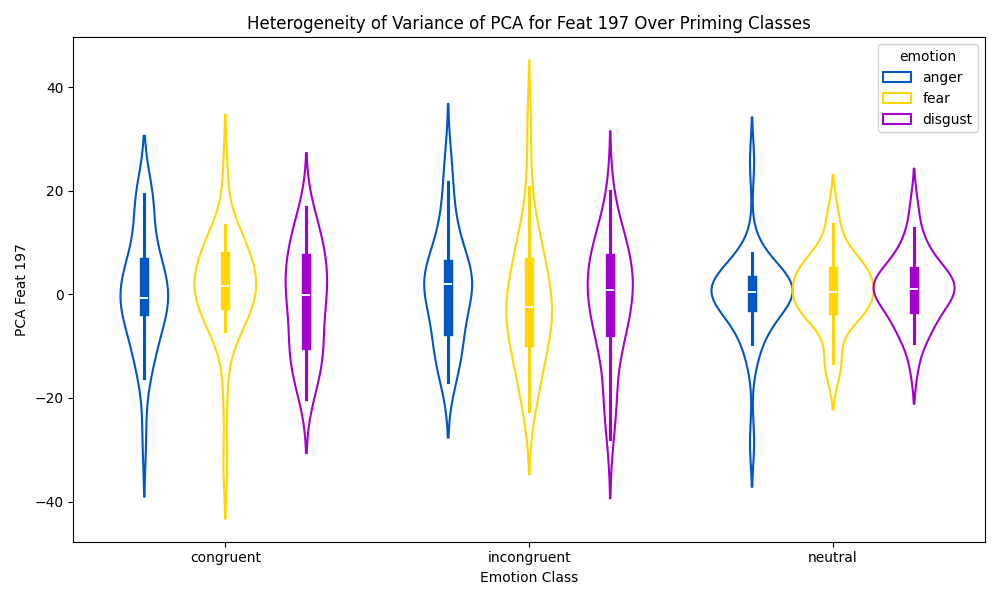 Heterogeneity of Variance of PCA for Feat 197 Over Priming Classes
emotion
anger
fear
disgust
PCA Feat 197
40
20
0
−20
−40
congruent
incongruent
neutral
Emotion Class